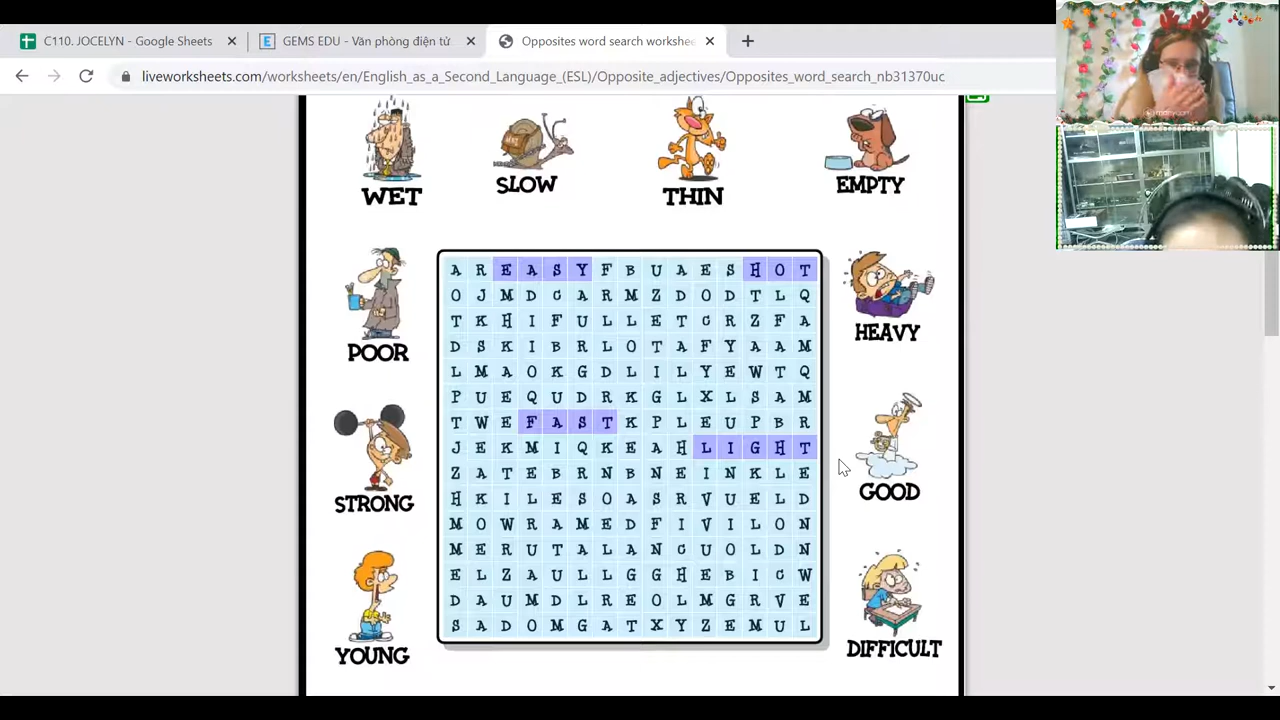 C110. JOCELYN - Google Sheets
GEMS EDU - Văn phòng điện tử
Opposites word search workshee
liveworksheets.com/worksheets/en/English_as_a_Second_Language_(ESL)/Opposite_adjectives/Opposites_word_search_nb31370uc
WET
SLOW
THIN
EMPTY
POOR
HEAVY
STRONG
GOOD
YOUNG
DIFFICULT
A R E A S Y F B U A E S H O T
O J M D C A R M Z D O D T L Q
T K H I F U L L E T C R Z F A
D S K I B R L O T A F Y A A M
L M A O K G D L I L Y E W T Q
P U E Q U D R K G L X L S A M
T W E F A S T K P L E U P B R
J E K M I Q K E A H L I G H T
Z A T E B R N B N E I N K L E
H K I L E S O A S R V U E L D
M O W R A M E D F I V I L O N
M E R U T A L A N C U O L D N
E L Z A U L L G G H E B I C W
D A U M D L R E O L M G R V E
S A D O M G A T X Y Z E M U L